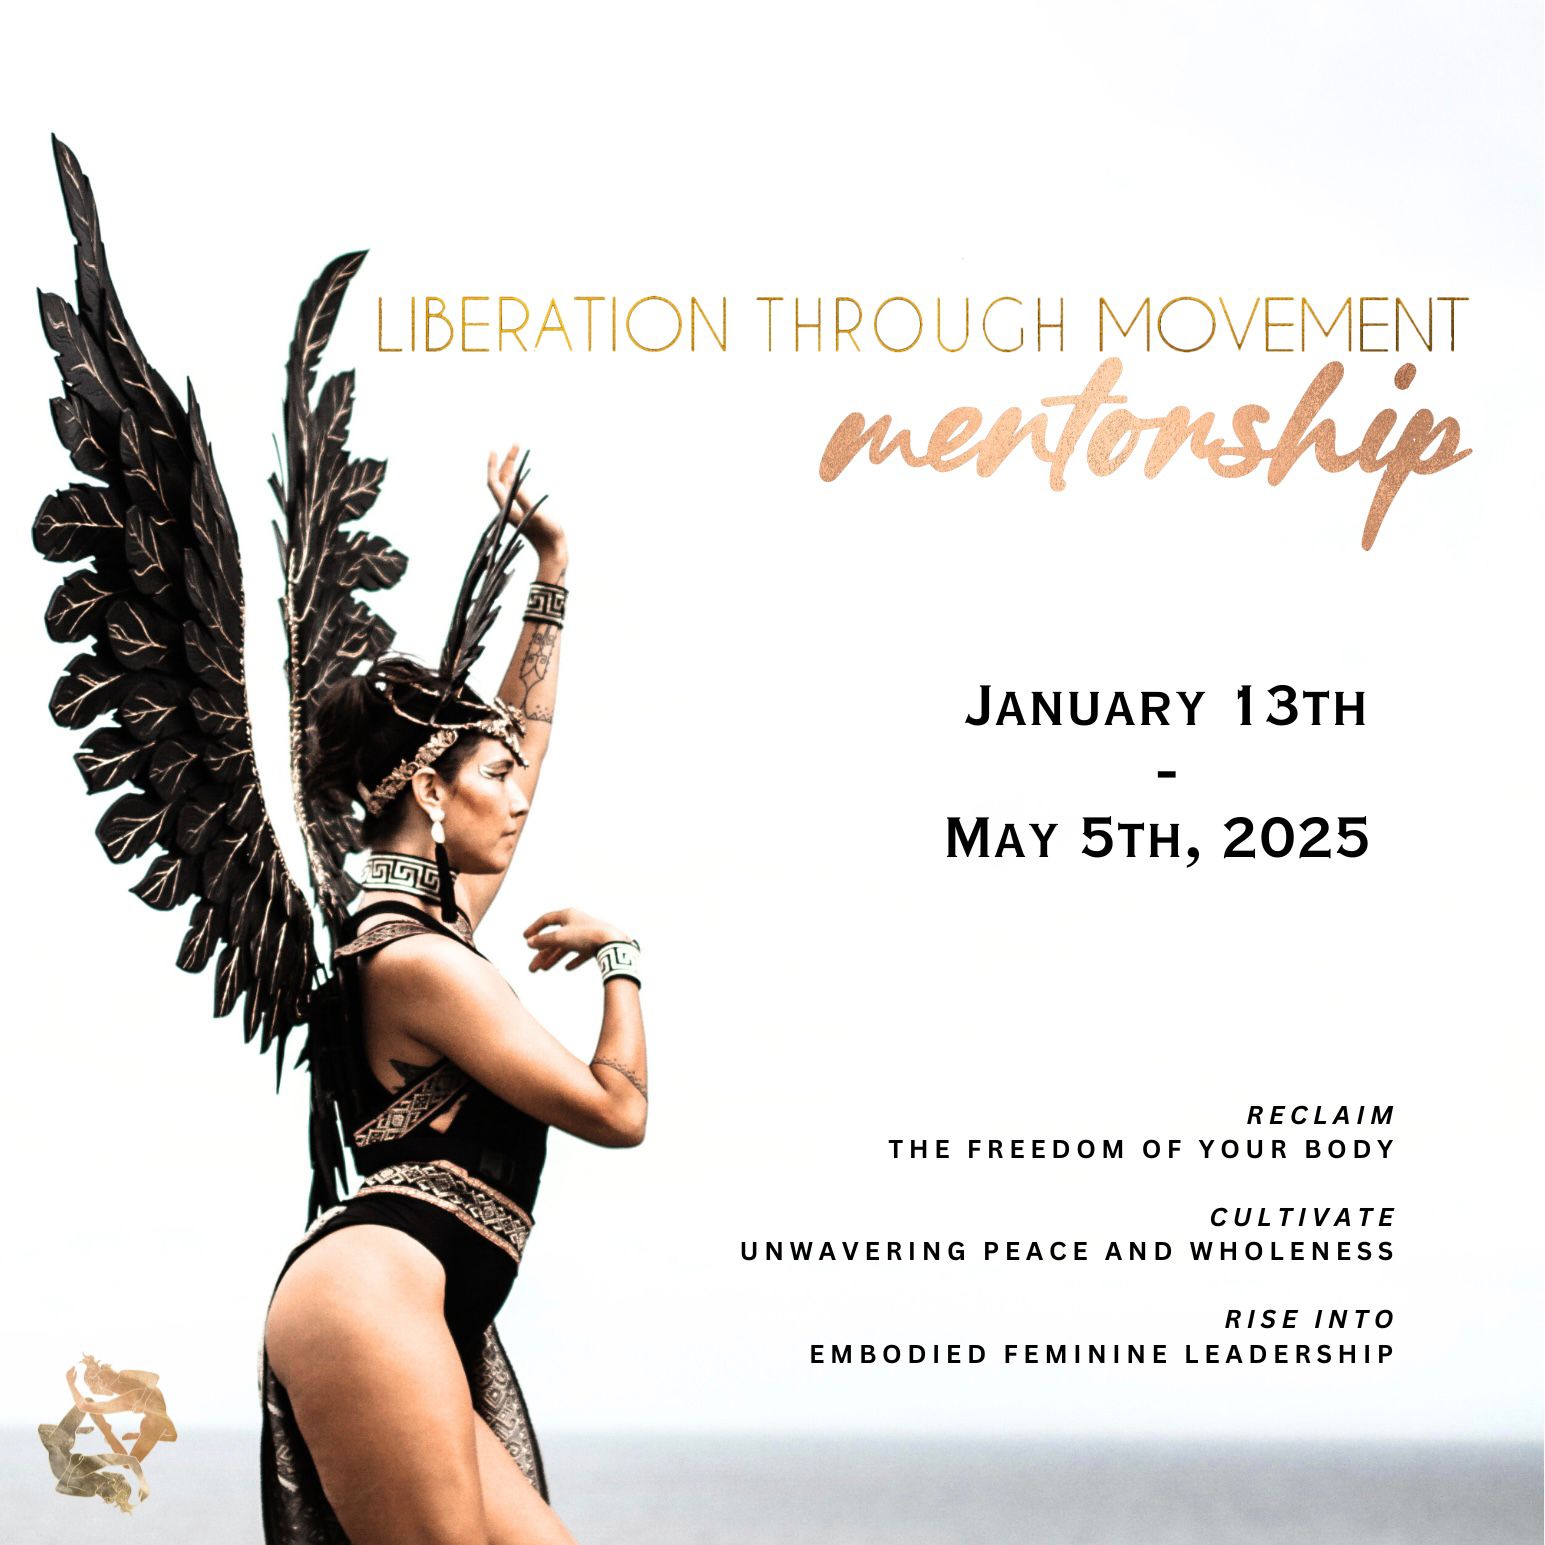 LIBERATION THROUGH MOVEMENT
mentorship
JANUARY 13TH
-
MAY 5TH, 2025
RECLAIM
THE FREEDOM OF YOUR BODY
CULTIVATE
UNWAVERING PEACE AND WHOLENESS
RISE INTO
EMBODIED FEMININE LEADERSHIP